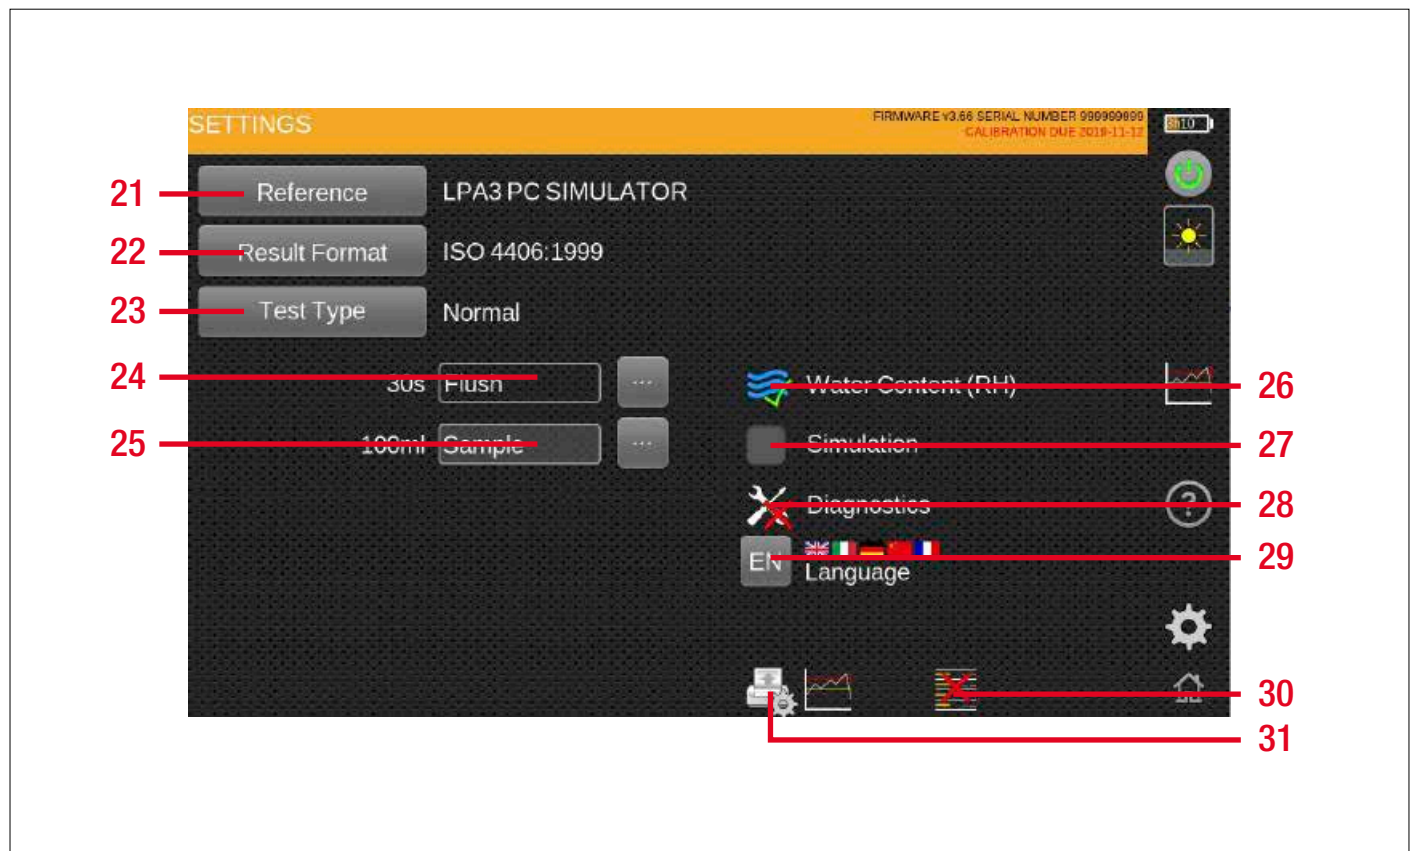 SETTINGS
FIRMWARE v3.66 SERIAL NUMBER 999999999
CALIBRATION DUE 2019-11-12
21 Reference LPA3 PC SIMULATOR
22 Result Format ISO 4406:1999
23 Test Type Normal
24 30s Flush ...
25 100ml Sample ...
Water Content (RH) 26
Simulation 27
Diagnostics 28
EN Language 29
30
31